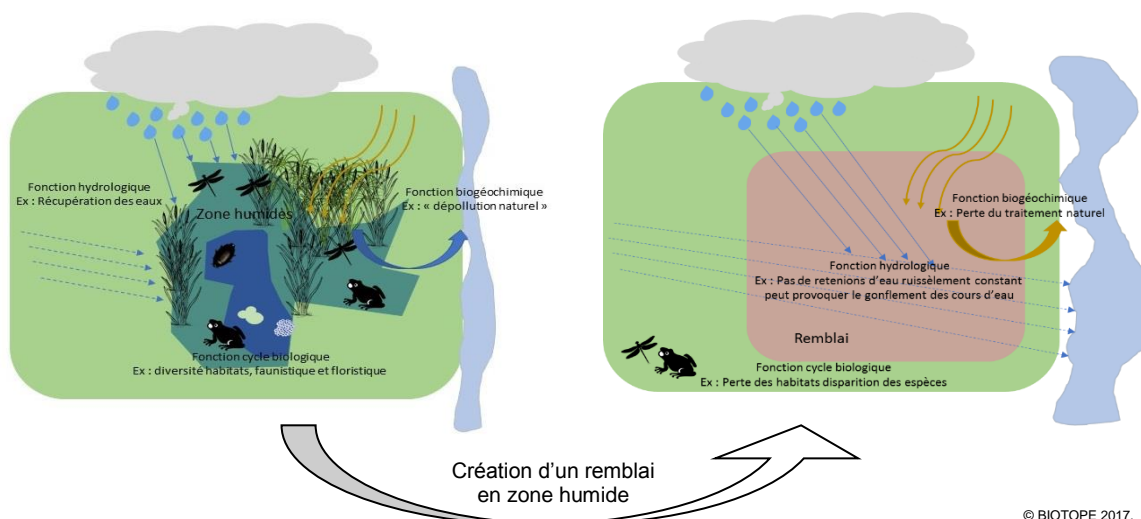 Fonction hydrologique
Ex : Récupération des eaux
Zone humides
Fonction biogéochimique
Ex : « dépollution naturel »
Fonction cycle biologique
Ex : diversité habitats, faunistique et floristique
Fonction biogéochimique
Ex : Perte du traitement naturel
Fonction hydrologique
Ex : Pas de retenions d'eau ruissèlement constant
peut provoquer le gonflement des cours d'eau
Remblai
Fonction cycle biologique
Ex : Perte des habitats disparition des espèces
Création d'un remblai
en zone humide
© BIOTOPE 2017.